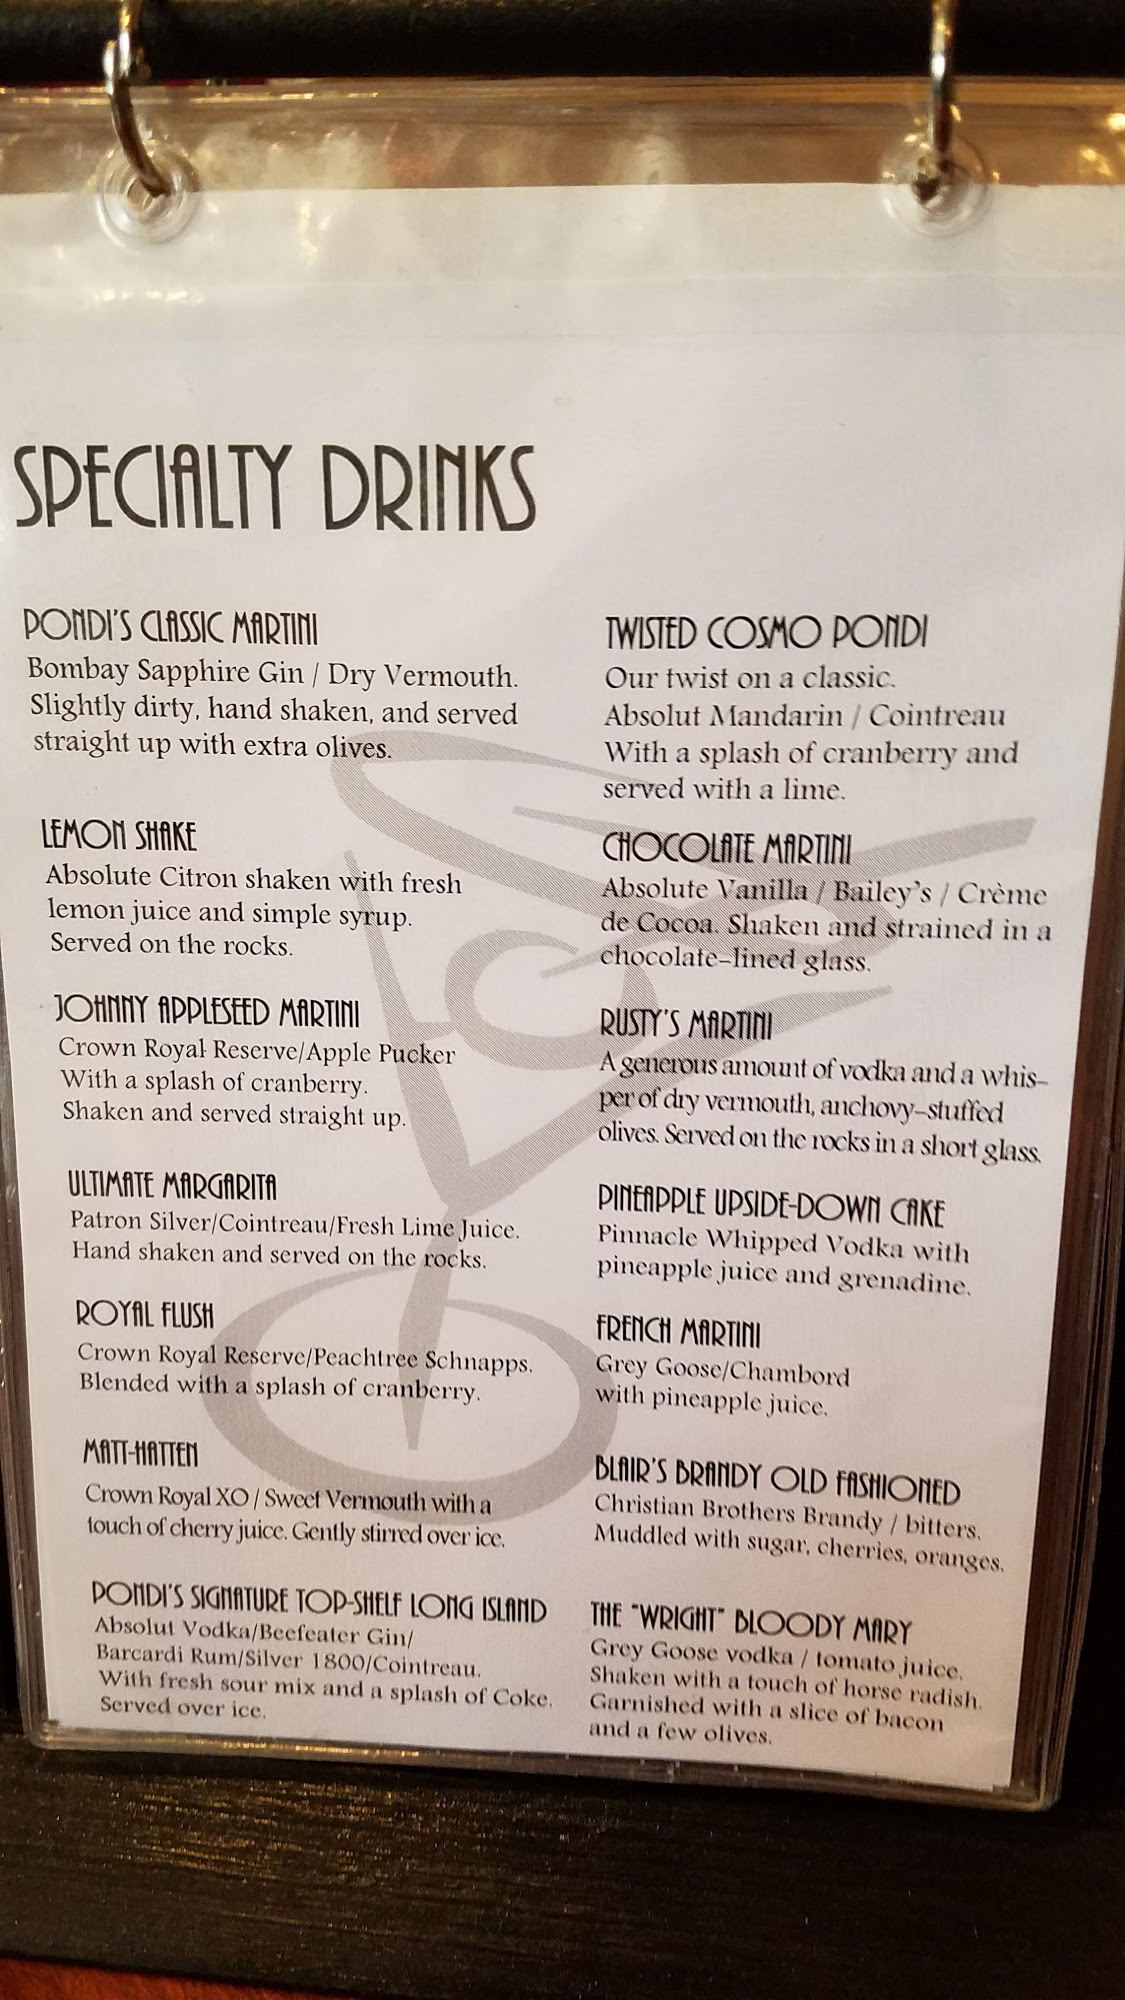 SPECIALTY DRINKS
PONDI'S CLASSIC MARTINI
Bombay Sapphire Gin / Dry Vermouth.
Slightly dirty, hand shaken, and served
straight up with extra olives.
LEMON SHAKE
Absolute Citron shaken with fresh
lemon juice and simple syrup.
Served on the rocks.
JOHNNY APPLESEED MARTINI
Crown Royal Reserve/Apple Pucker
With a splash of cranberry.
Shaken and served straight up.
ULTIMATE MARGARITA
Patron Silver/Cointreau/Fresh Lime Juice.
Hand shaken and served on the rocks.
ROYAL FLUSH
Crown Royal Reserve/Peachtree Schnapps.
Blended with a splash of cranberry.
MATT-HATTEN
Crown Royal XO / Sweet Vermouth with a
touch of cherry juice. Gently stirred over ice.
PONDI'S SIGNATURE TOP-SHELF LONG ISLAND
Absolut Vodka/Beefeater Gin/
Barcardi Rum/Silver 1800/Cointreau.
With fresh sour mix and a splash of Coke.
Served over ice.
TWISTED COSMO PONDI
Our twist on a classic.
Absolut Mandarin / Cointreau
With a splash of cranberry and
served with a lime.
CHOCOLATE MARTINI
Absolute Vanilla / Bailey's / Crème
de Cocoa. Shaken and strained in a
chocolate-lined glass.
RUSTY'S MARTINI
A generous amount of vodka and a whis-
per of dry vermouth, anchovy-stuffed
olives. Served on the rocks in a short glass.
PINEAPPLE UPSIDE-DOWN CAKE
Pinnacle Whipped Vodka with
pineapple juice and grenadine.
FRENCH MARTINI
Grey Goose/Chambord
with pineapple juice.
BLAIR'S BRANDY OLD FASHIONED
Christian Brothers Brandy / bitters.
Muddled with sugar, cherries, oranges.
THE "WRIGHT" BLOODY MARY
Grey Goose vodka / tomato juice.
Shaken with a touch of horse radish.
Garnished with a slice of bacon
and a few olives.